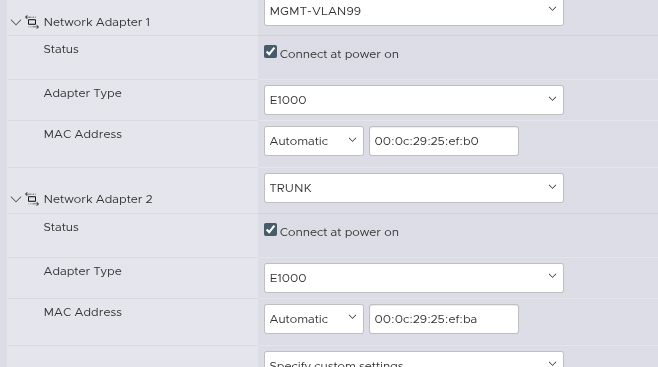 MGMT-VLAN99
Network Adapter 1
Status
Connect at power on
Adapter Type
E1000
MAC Address
Automatic
00:0c:29:25:ef:b0
TRUNK
Network Adapter 2
Status
Connect at power on
Adapter Type
E1000
MAC Address
Automatic
00:0c:29:25:ef:ba
Specify custom settings